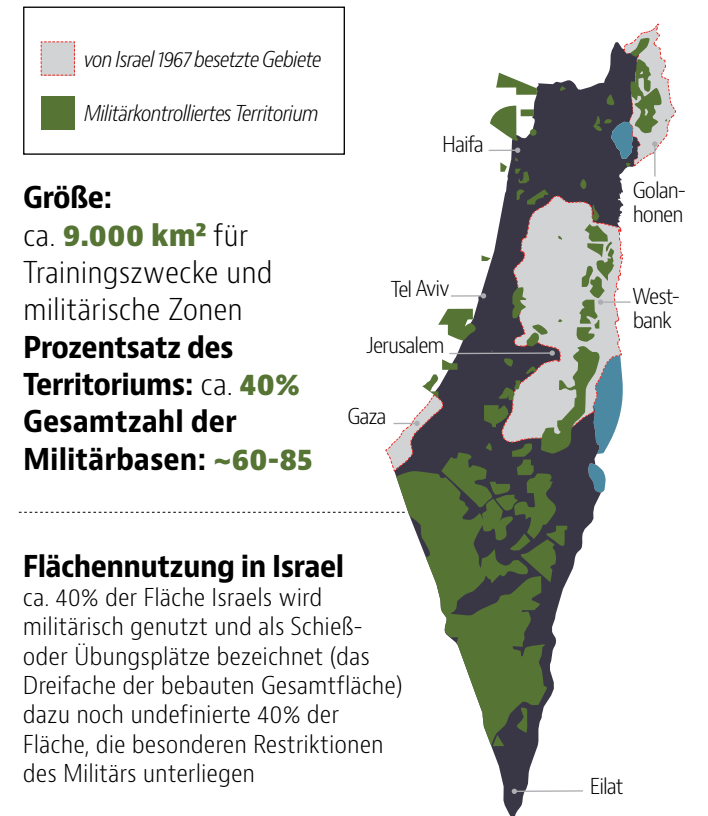 von Israel 1967 besetzte Gebiete
Militärkontrolliertes Territorium
Größe:
ca. 9.000 km² für
Trainingszwecke und
militärische Zonen
Prozentsatz des
Territoriums: ca. 40%
Gesamtzahl der
Militärbasen: ~60-85
Flächennutzung in Israel
ca. 40% der Fläche Israels wird
militärisch genutzt und als Schieß-
oder Übungsplätze bezeichnet (das
Dreifache der bebauten Gesamtfläche)
dazu noch undefinierte 40% der
Fläche, die besonderen Restriktionen
des Militärs unterliegen
Haifa
Golan-
honen
Tel Aviv
West-
bank
Jerusalem
Gaza
Eilat